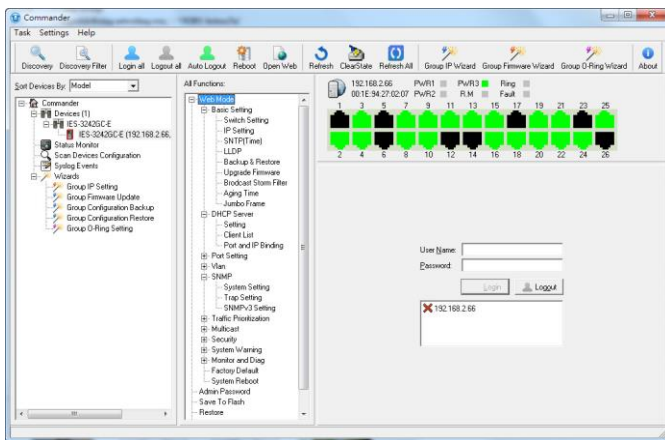 Commander
Task Settings Help
Discovery Discovery Filter Login all Logout all Auto Logout Reboot Open Web Refresh ClearState Refresh All Group IP Wizard Group Firmware Wizard Group O-Ring Wizard About
Sort Devices By: Model
Commander
Devices (1)
IES-3242GC-E
IES-3242GC-E (192.168.2.66,
Status Monitor
Scan Devices Configuration
Syslog Events
Wizards
Group IP Setting
Group Firmware Update
Group Configuration Backup
Group Configuration Restore
Group O-Ring Setting
All Functions:
Web Mode
Basic Setting
Switch Setting
IP Setting
SNTP(Time)
LLDP
Backup & Restore
Upgrade Firmware
Brodcast Storm Filter
Aging Time
Jumbo Frame
DHCP Server
Setting
Client List
Port and IP Binding
Port Setting
Vlan
SNMP
System Setting
Trap Setting
SNMPv3 Setting
Traffic Prioritization
Multicast
Security
System Warning
Monitor and Diag
Factory Default
System Reboot
Admin Password
Save To Flash
Restore
192.168.2.66 PWR1 PWR3 Ring
00:1E:94:27:02:07 PWR2 R.M Fault
1 3 5 7 9 11 13 15 17 19 21 23 25
2 4 6 8 10 12 14 16 18 20 22 24 26
User Name:
Password:
Login Logout
192.168.2.66